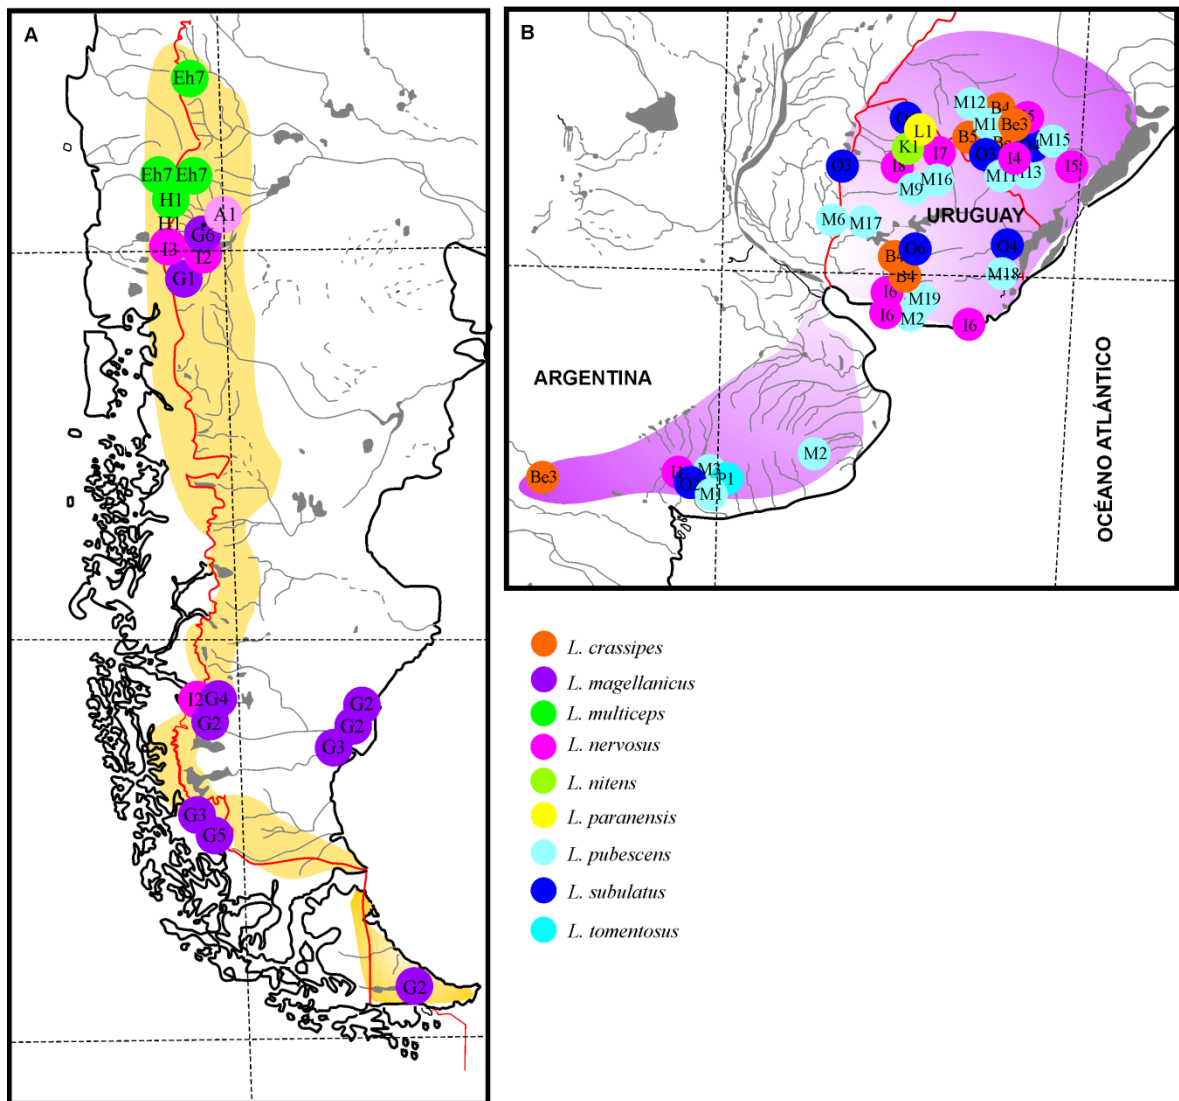 A
Eh7
Eh7
Eh7
H1
A1
H1
G6
I3
I2
G1
I2
G4
G2
G2
G2
G3
G3
G5
G2
B
M12
M1
Be3
L1
B5
M15
K1
I7
O3
I4
O3
I8
I5
M16
M9
M6
M17
URUGUAY
O6
O4
B4
M18
I6
M19
I6
M2
I6
ARGENTINA
OCÉANO ATLÁNTICO
M2
M3
Be3
O2
P1
M1
L. crassipes
L. magellanicus
L. multiceps
L. nervosus
L. nitens
L. paranensis
L. pubescens
L. subulatus
L. tomentosus